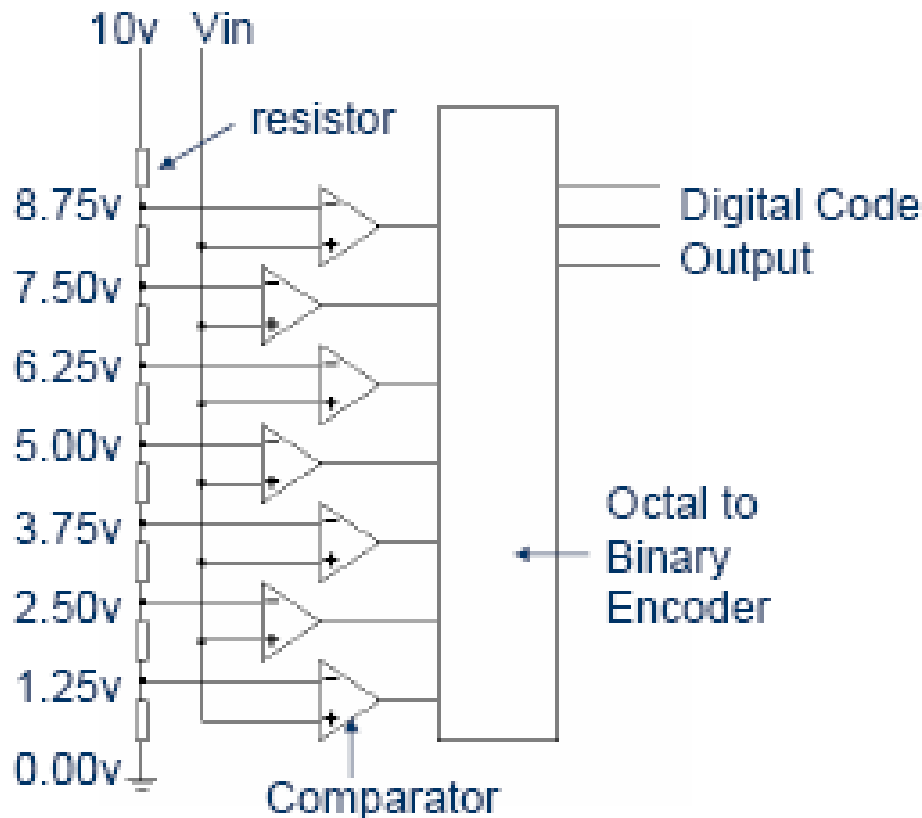 10v Vin
resistor
8.75v
7.50v
6.25v
5.00v
3.75v
2.50v
1.25v
0.00v
- +
- +
- +
- +
- +
- +
- +
Digital Code
Output
Octal to
Binary
Encoder
Comparator